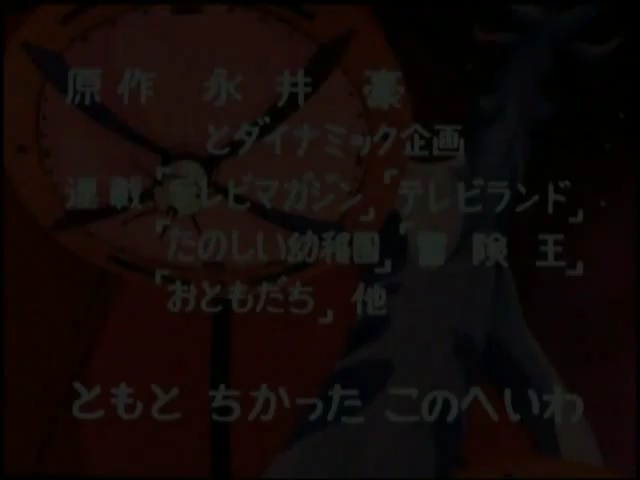 原作 永井豪
とダイナミック企画
連載「テレビマガジン」「テレビランド」
「たのしい幼稚園」「冒険王」
「おともだち」他
ともと ちかった このへいわ